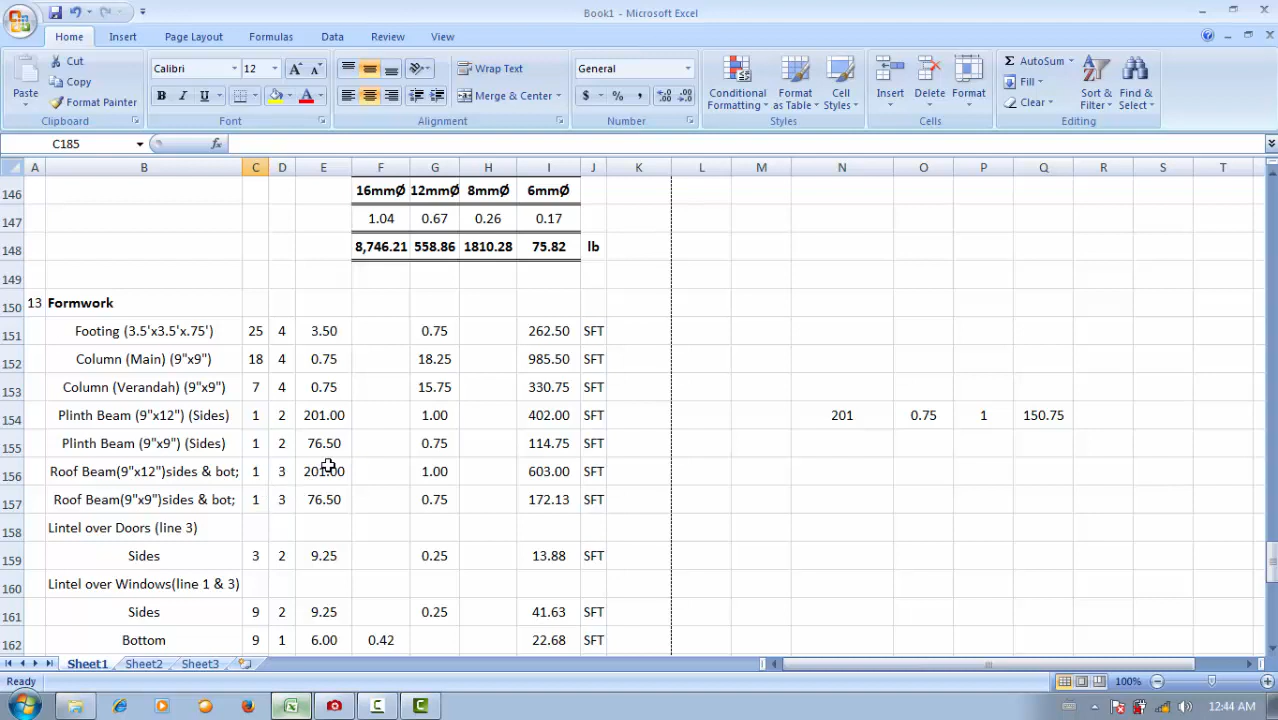 Book1 - Microsoft Excel
Home Insert Page Layout Formulas Data Review View
Paste Cut Copy Format Painter Clipboard
Calibri 12 A A B I U A Font
Wrap Text Merge & Center Alignment
General $ % , .0 .00 .00 .0 Number
Conditional Formatting Format as Table Cell Styles Styles
Insert Delete Format Cells
Σ AutoSum Fill Clear Sort & Filter Find & Select Editing
C185 fx
A B C D E F G H I J K L M N O P Q R S T
146 16mmØ 12mmØ 8mmØ 6mmØ
147 1.04 0.67 0.26 0.17
148 8,746.21 558.86 1810.28 75.82 lb
149
150 13 Formwork
151 Footing (3.5'x3.5'x.75') 25 4 3.50 0.75 262.50 SFT
152 Column (Main) (9"x9") 18 4 0.75 18.25 985.50 SFT
153 Column (Verandah) (9"x9") 7 4 0.75 15.75 330.75 SFT
154 Plinth Beam (9"x12") (Sides) 1 2 201.00 1.00 402.00 SFT 201 0.75 1 150.75
155 Plinth Beam (9"x9") (Sides) 1 2 76.50 0.75 114.75 SFT
156 Roof Beam(9"x12")sides & bot; 1 3 201.00 1.00 603.00 SFT
157 Roof Beam(9"x9")sides & bot; 1 3 76.50 0.75 172.13 SFT
158 Lintel over Doors (line 3)
159 Sides 3 2 9.25 0.25 13.88 SFT
160 Lintel over Windows(line 1 & 3)
161 Sides 9 2 9.25 0.25 41.63 SFT
162 Bottom 9 1 6.00 0.42 22.68 SFT
Sheet1 Sheet2 Sheet3
Ready 100%
12:44 AM